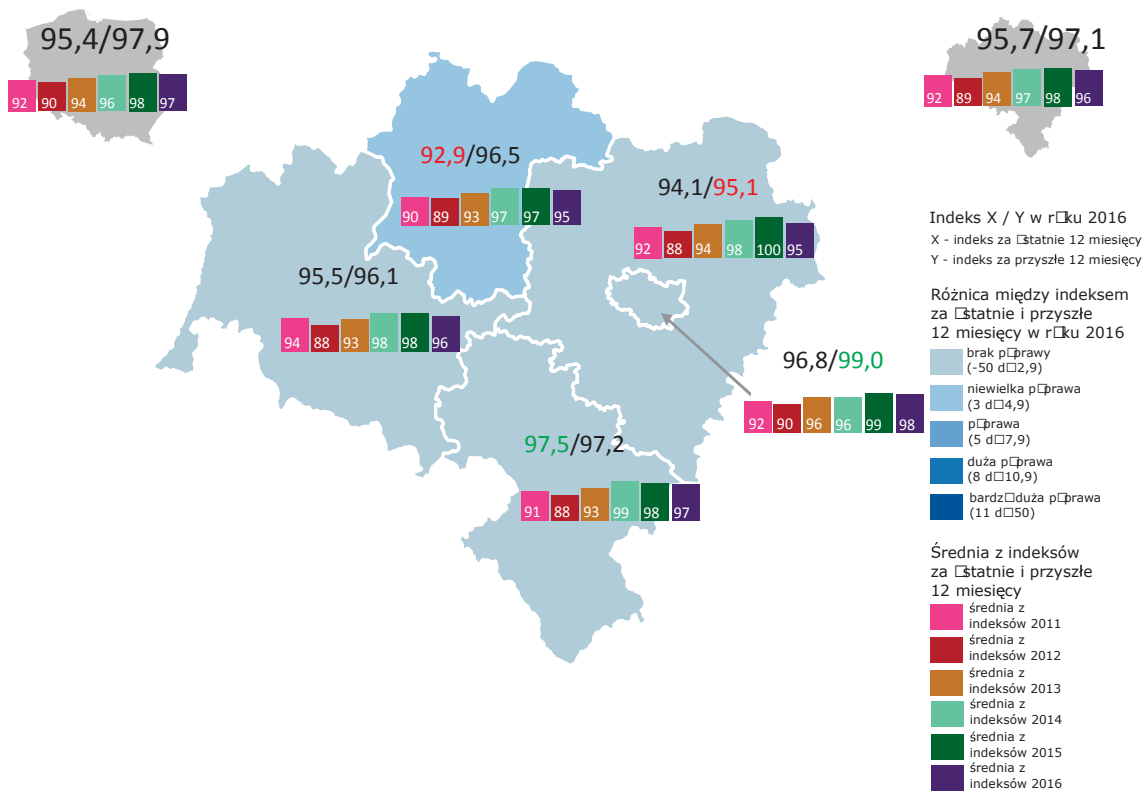 95,4/97,9
92 90 94 96 98 97
95,7/97,1
92 89 94 97 98 96
92,9/96,5
90 89 93 97 97 95
94,1/95,1
92 88 94 98 100 95
95,5/96,1
94 88 93 98 98 96
96,8/99,0
92 90 96 96 99 98
97,5/97,2
91 88 93 99 98 97
Indeks X / Y w r□ku 2016
X - indeks za □statnie 12 miesięcy
Y - indeks za przyszłe 12 miesięcy
Różnica między indeksem
za □statnie i przyszłe
12 miesięcy w r□ku 2016
brak p□prawy
(-50 d□2,9)
niewielka p□prawa
(3 d□4,9)
p□prawa
(5 d□7,9)
duża p□prawa
(8 d□10,9)
bardz□duża p□prawa
(11 d□50)
Średnia z indeksów
za □statnie i przyszłe
12 miesięcy
średnia z
indeksów 2011
średnia z
indeksów 2012
średnia z
indeksów 2013
średnia z
indeksów 2014
średnia z
indeksów 2015
średnia z
indeksów 2016